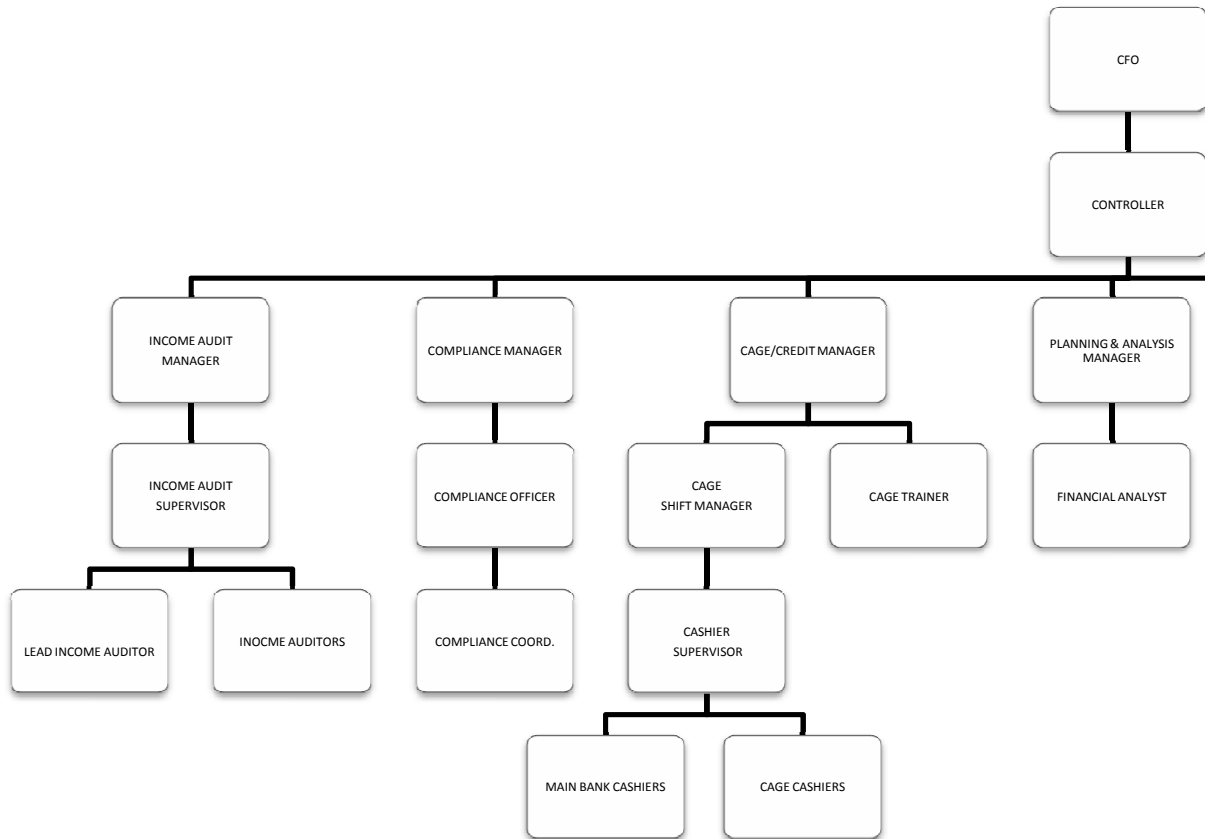 CFO
CONTROLLER
INCOME AUDIT
MANAGER
COMPLIANCE MANAGER
CAGE/CREDIT MANAGER
PLANNING & ANALYSIS
MANAGER
INCOME AUDIT
SUPERVISOR
COMPLIANCE OFFICER
CAGE
SHIFT MANAGER
CAGE TRAINER
FINANCIAL ANALYST
LEAD INCOME AUDITOR
INOCME AUDITORS
COMPLIANCE COORD.
CASHIER
SUPERVISOR
MAIN BANK CASHIERS
CAGE CASHIERS